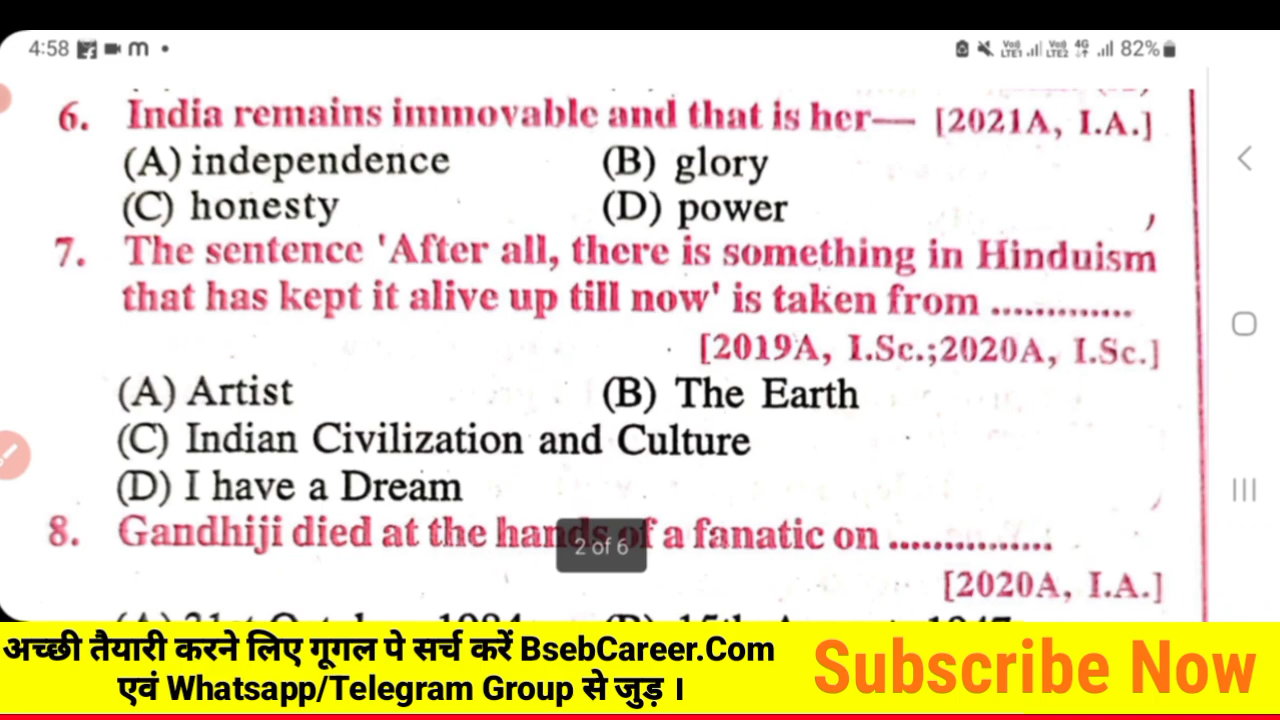 4:58
LTE1 LTE2 4G 82%
6. India remains immovable and that is her— [2021A, I.A.]
(A) independence (B) glory
(C) honesty (D) power
7. The sentence 'After all, there is something in Hinduism
that has kept it alive up till now' is taken from .............
[2019A, I.Sc.;2020A, I.Sc.]
(A) Artist (B) The Earth
(C) Indian Civilization and Culture
(D) I have a Dream
8. Gandhiji died at the hands of a fanatic on ...............
2 of 6
[2020A, I.A.]
अच्छी तैयारी करने लिए गूगल पे सर्च करें BsebCareer.Com
एवं Whatsapp/Telegram Group से जुड़ ।
Subscribe Now